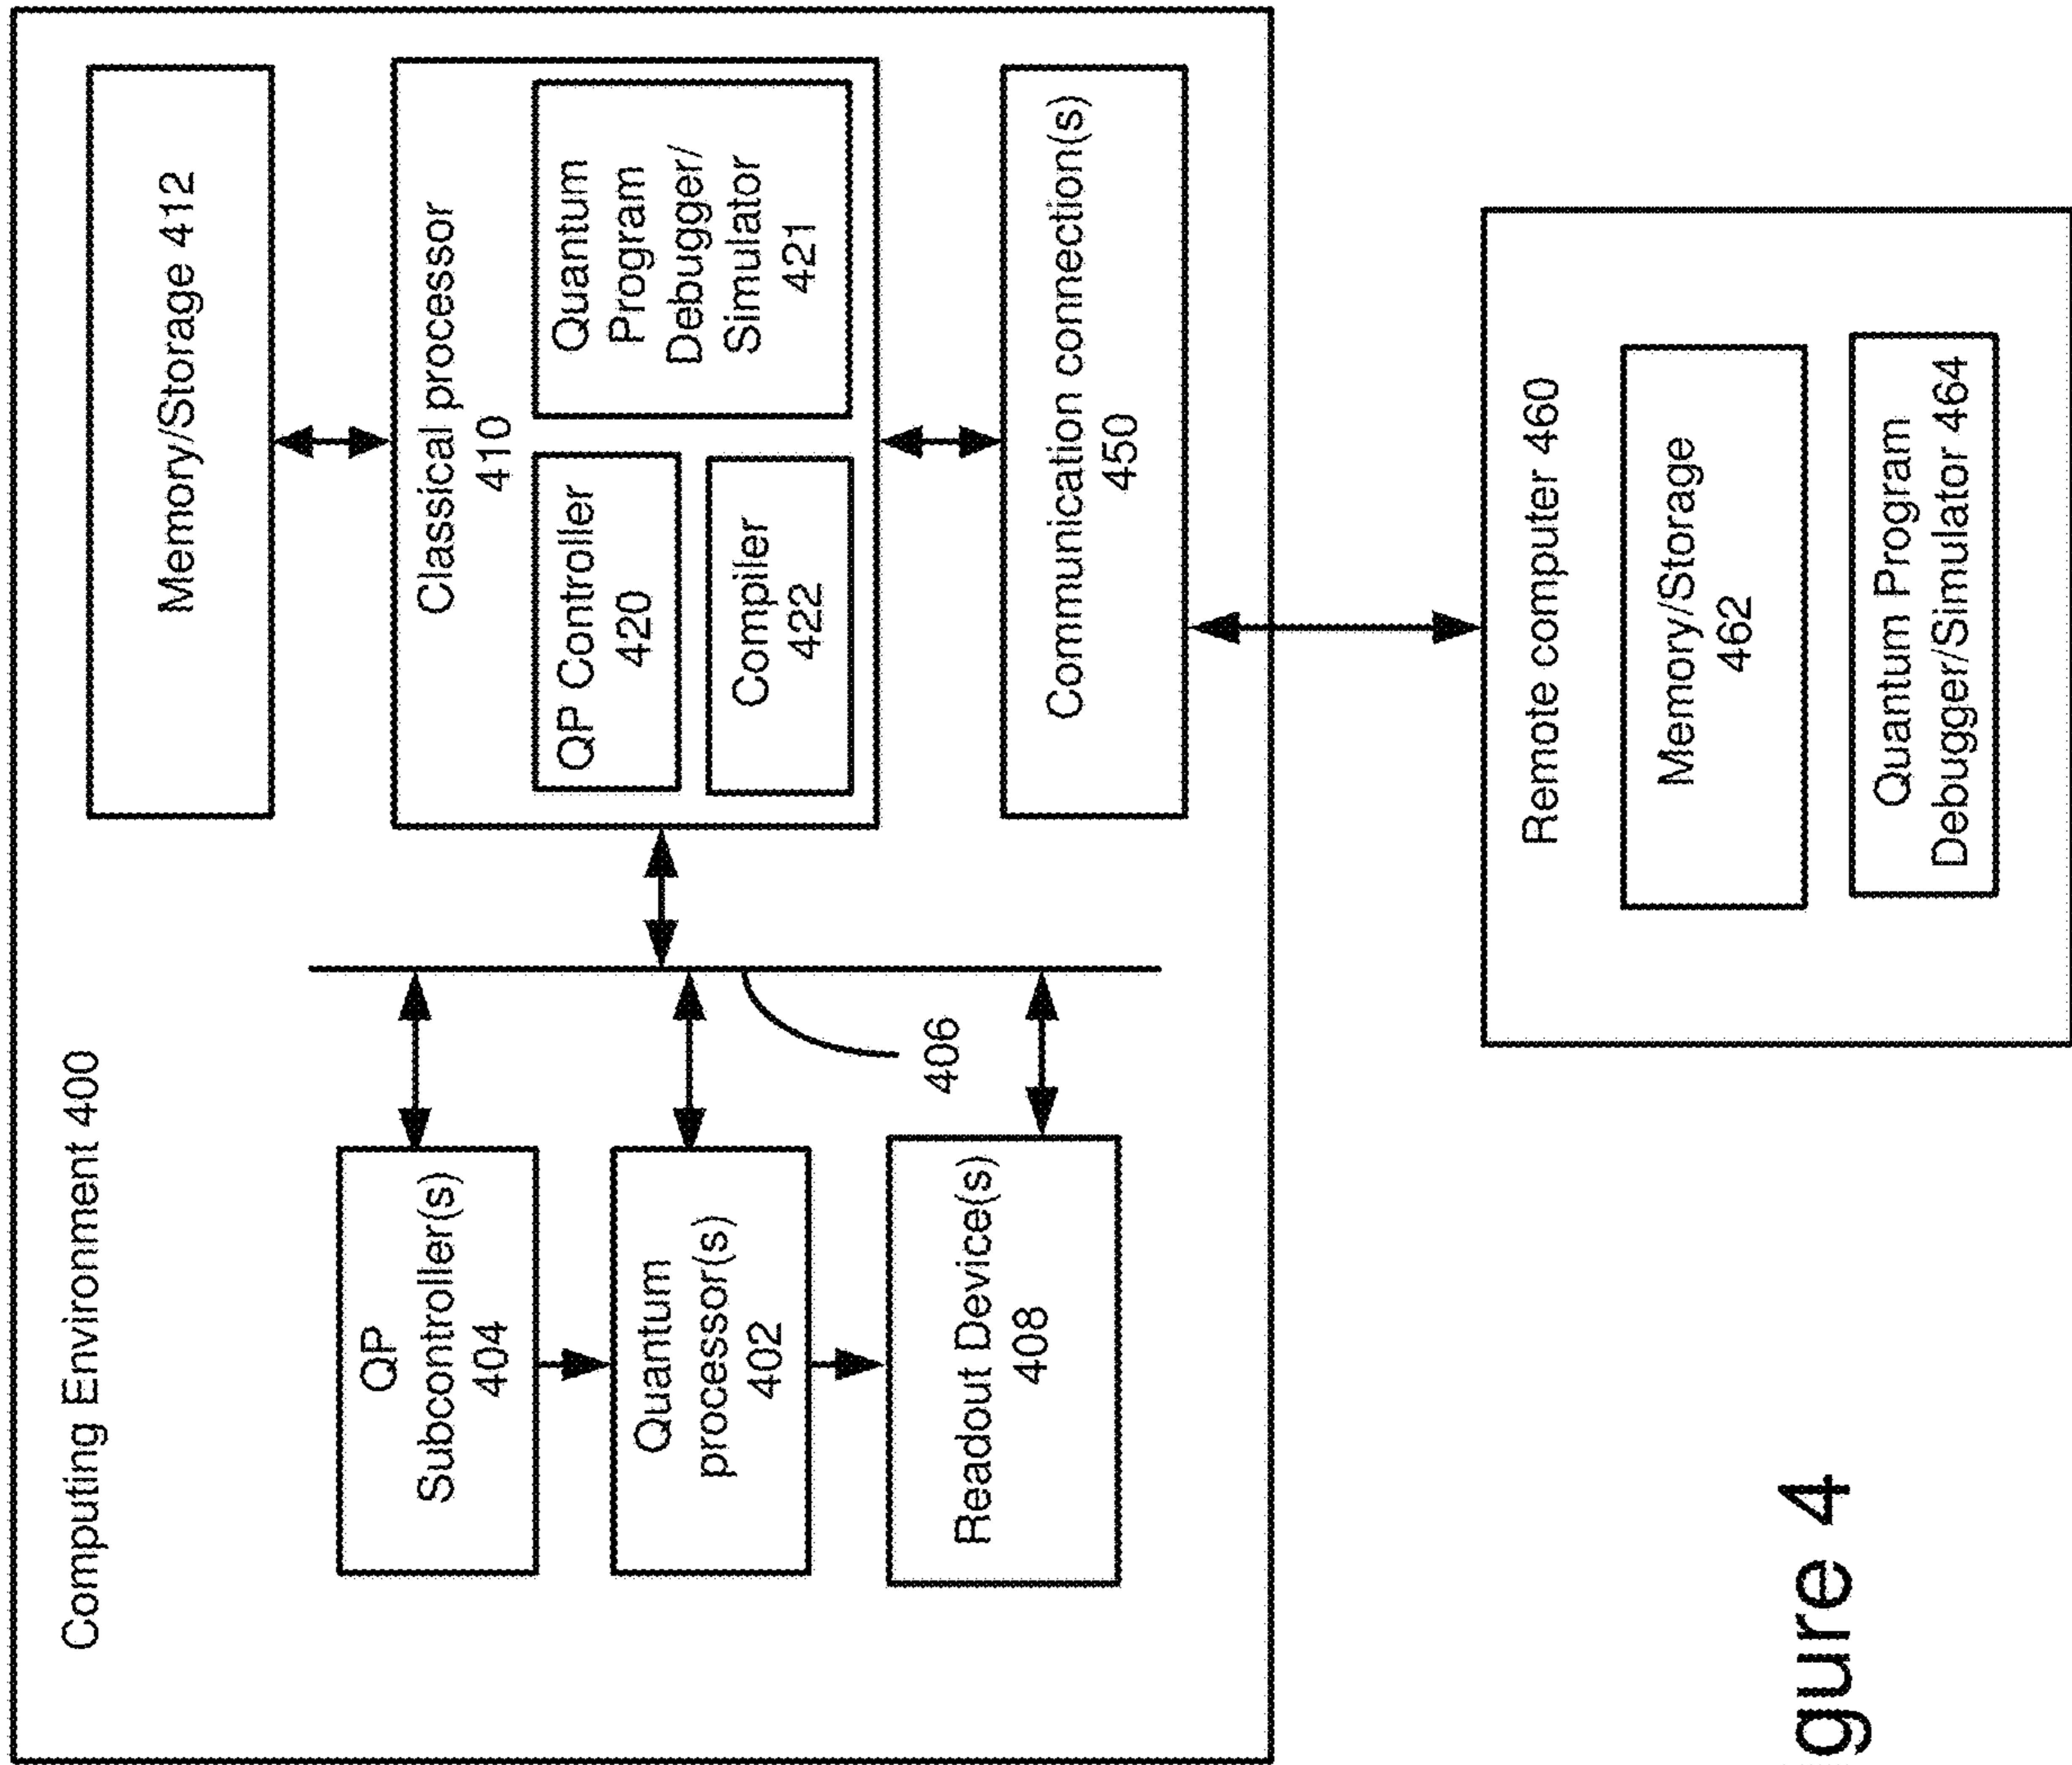 Computing Environment 400
QP
Subcontroller(s)
404
Quantum
processor(s)
402
Readout Device(s)
408
406
Memory/Storage 412
Classical processor
410
QP Controller
420
Compiler
422
Quantum
Program
Debugger/
Simulator
421
Communication connection(s)
450
Remote computer 460
Memory/Storage
462
Quantum Program
Debugger/Simulator 464
gure 4